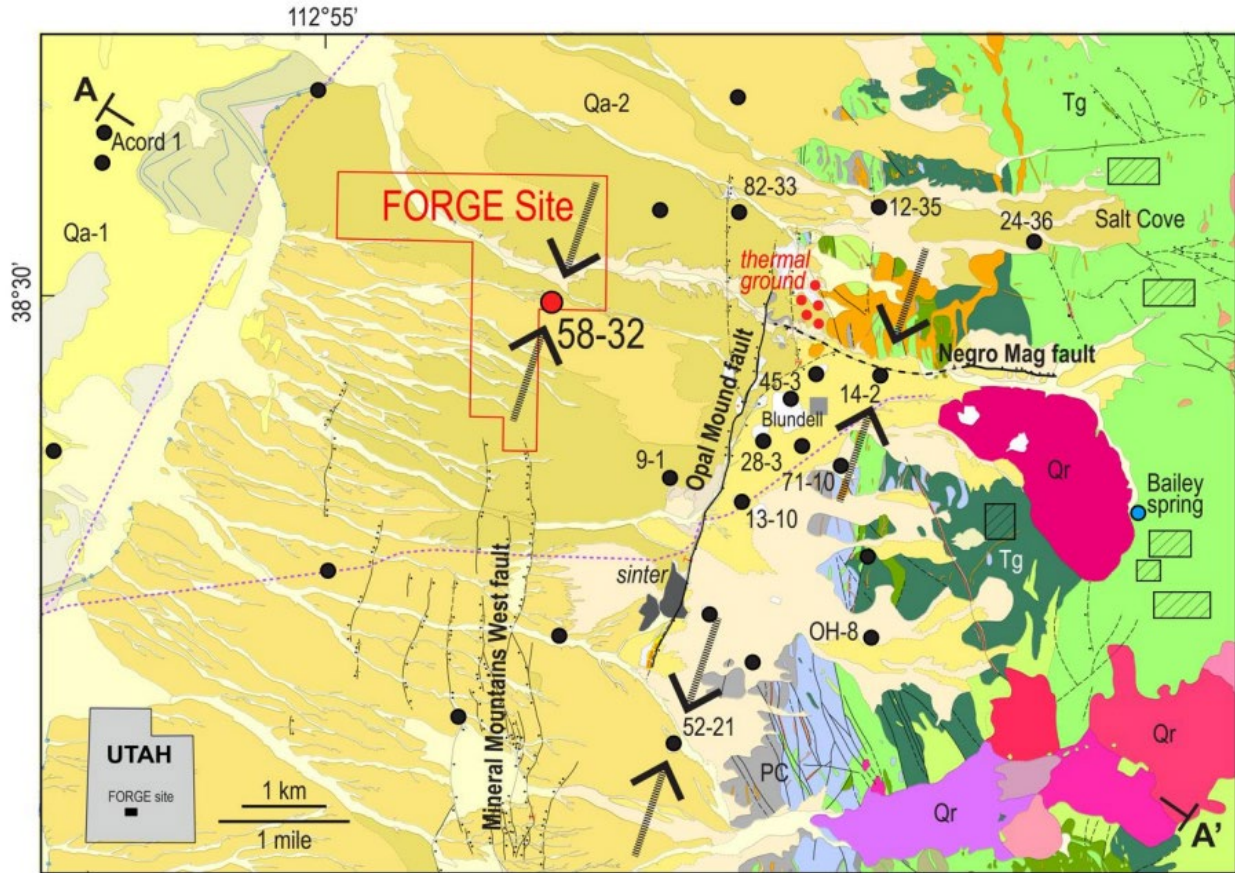 112°55'
A
Acord 1
Qa-2
Tg
FORGE Site
82-33
12-35
24-36
Salt Cove
Qa-1
thermal
ground
38°30'
58-32
Negro Mag fault
Opal Mound fault
45-3
14-2
Blundell
9-1
28-3
71-10
Qr
Bailey
spring
13-10
Tg
sinter
OH-8
Mineral Mountains West fault
52-21
PC
Qr
Qr
UTAH
FORGE site
1 km
1 mile
A'